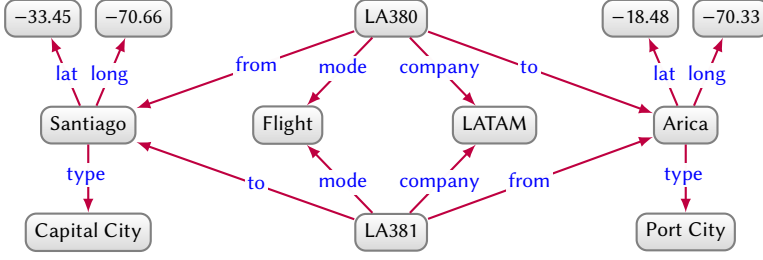 −33.45 −70.66 LA380 −18.48 −70.33
from mode company to
lat long lat long
Santiago Flight LATAM Arica
type to mode company from type
Capital City LA381 Port City